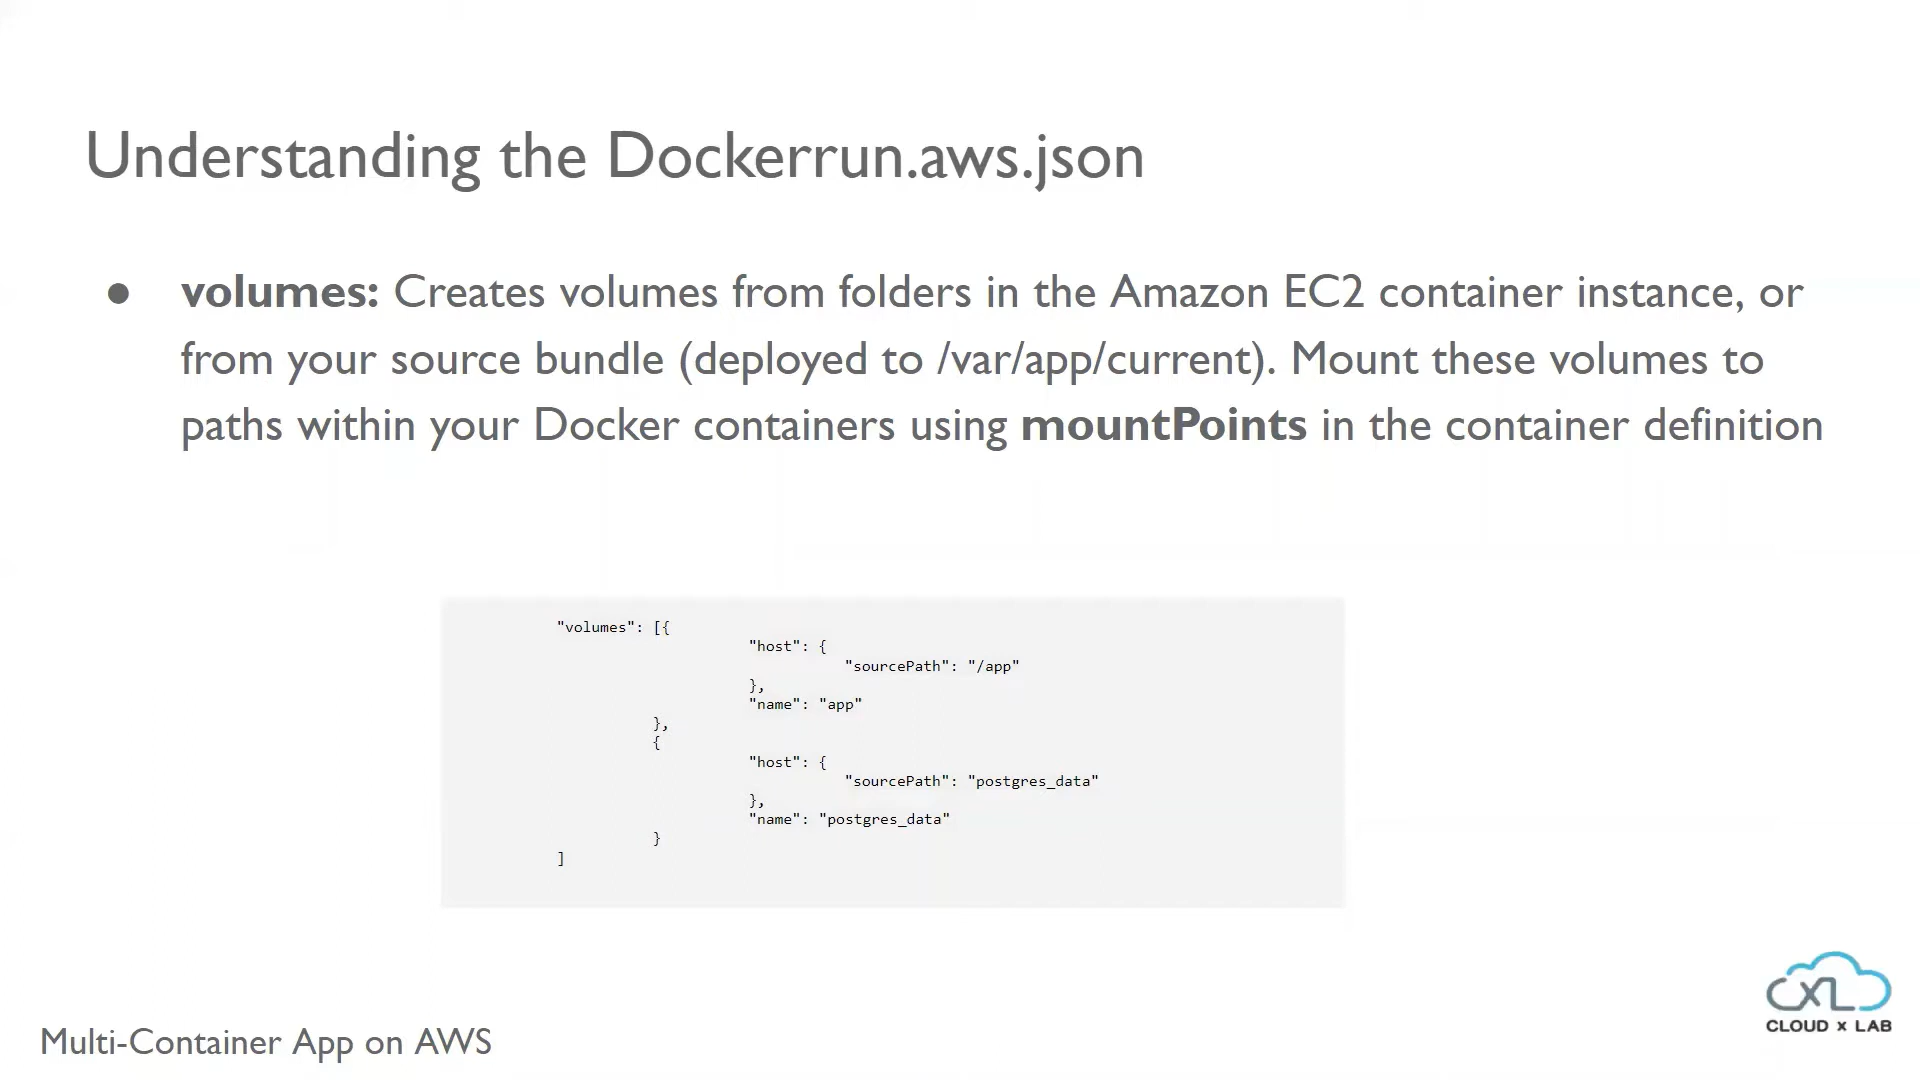 Understanding the Dockerrun.aws.json
● volumes: Creates volumes from folders in the Amazon EC2 container instance, or
from your source bundle (deployed to /var/app/current). Mount these volumes to
paths within your Docker containers using mountPoints in the container definition
"volumes": [{
"host": {
"sourcePath": "/app"
},
"name": "app"
},
{
"host": {
"sourcePath": "postgres_data"
},
"name": "postgres_data"
}
]
CXL
CLOUD X LAB
Multi-Container App on AWS